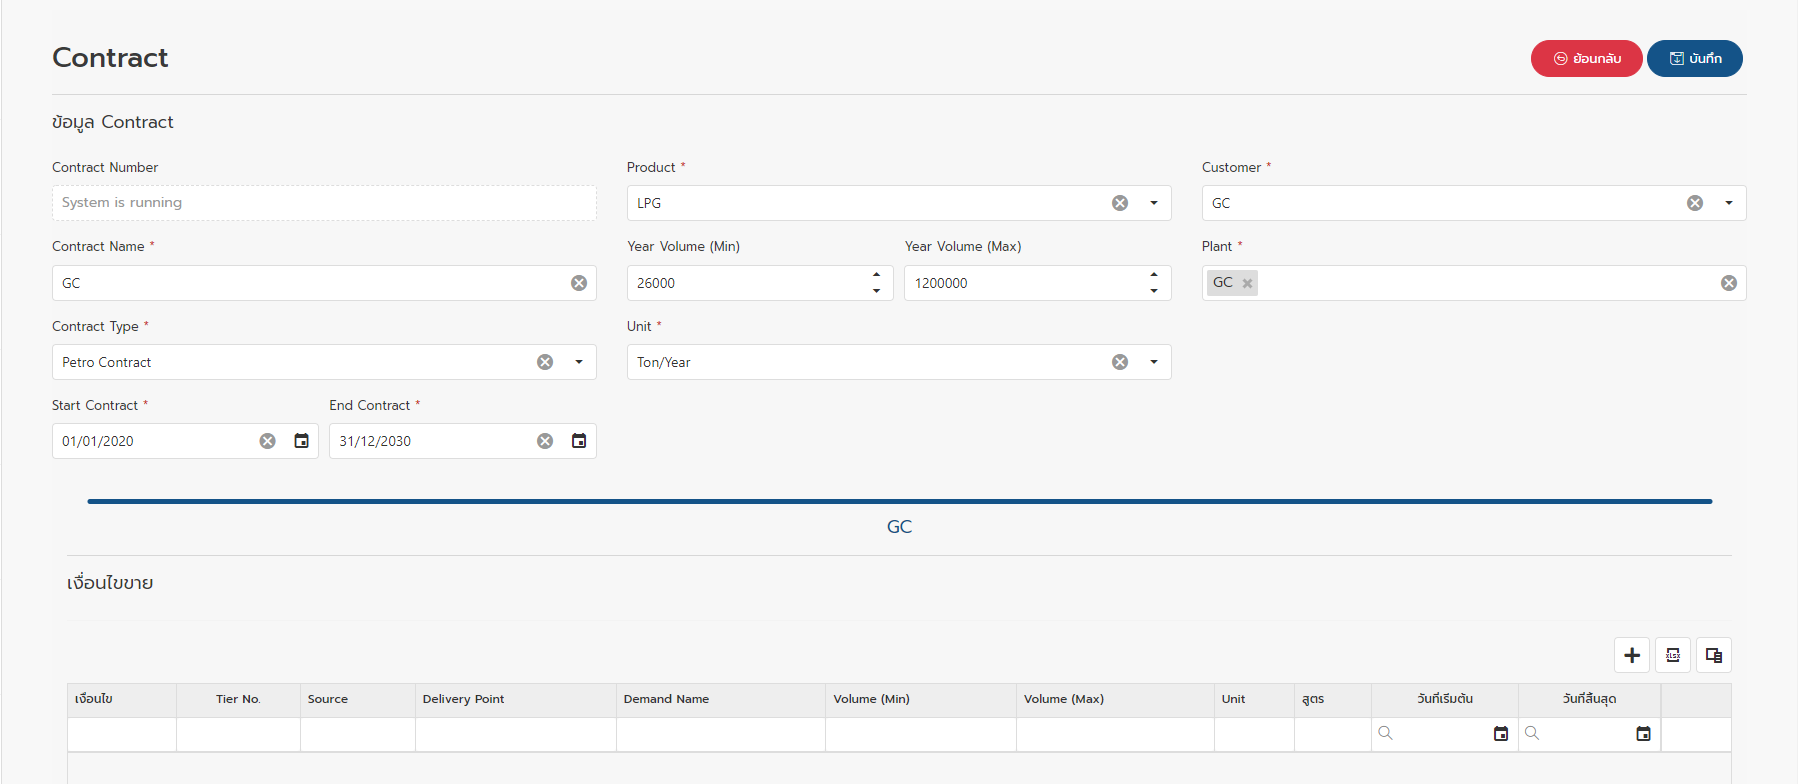 Contract
ย้อนกลับ
บันทึก
ข้อมูล Contract
Contract Number
Product *
Customer *
System is running
LPG
GC
Contract Name *
Year Volume (Min)
Year Volume (Max)
Plant *
GC
26000
1200000
GC
Contract Type *
Unit *
Petro Contract
Ton/Year
Start Contract *
End Contract *
01/01/2020
31/12/2030
GC
เงื่อนไขขาย
XLSX
เงื่อนไข
Tier No.
Source
Delivery Point
Demand Name
Volume (Min)
Volume (Max)
Unit
สูตร
วันที่เริ่มต้น
วันที่สิ้นสุด